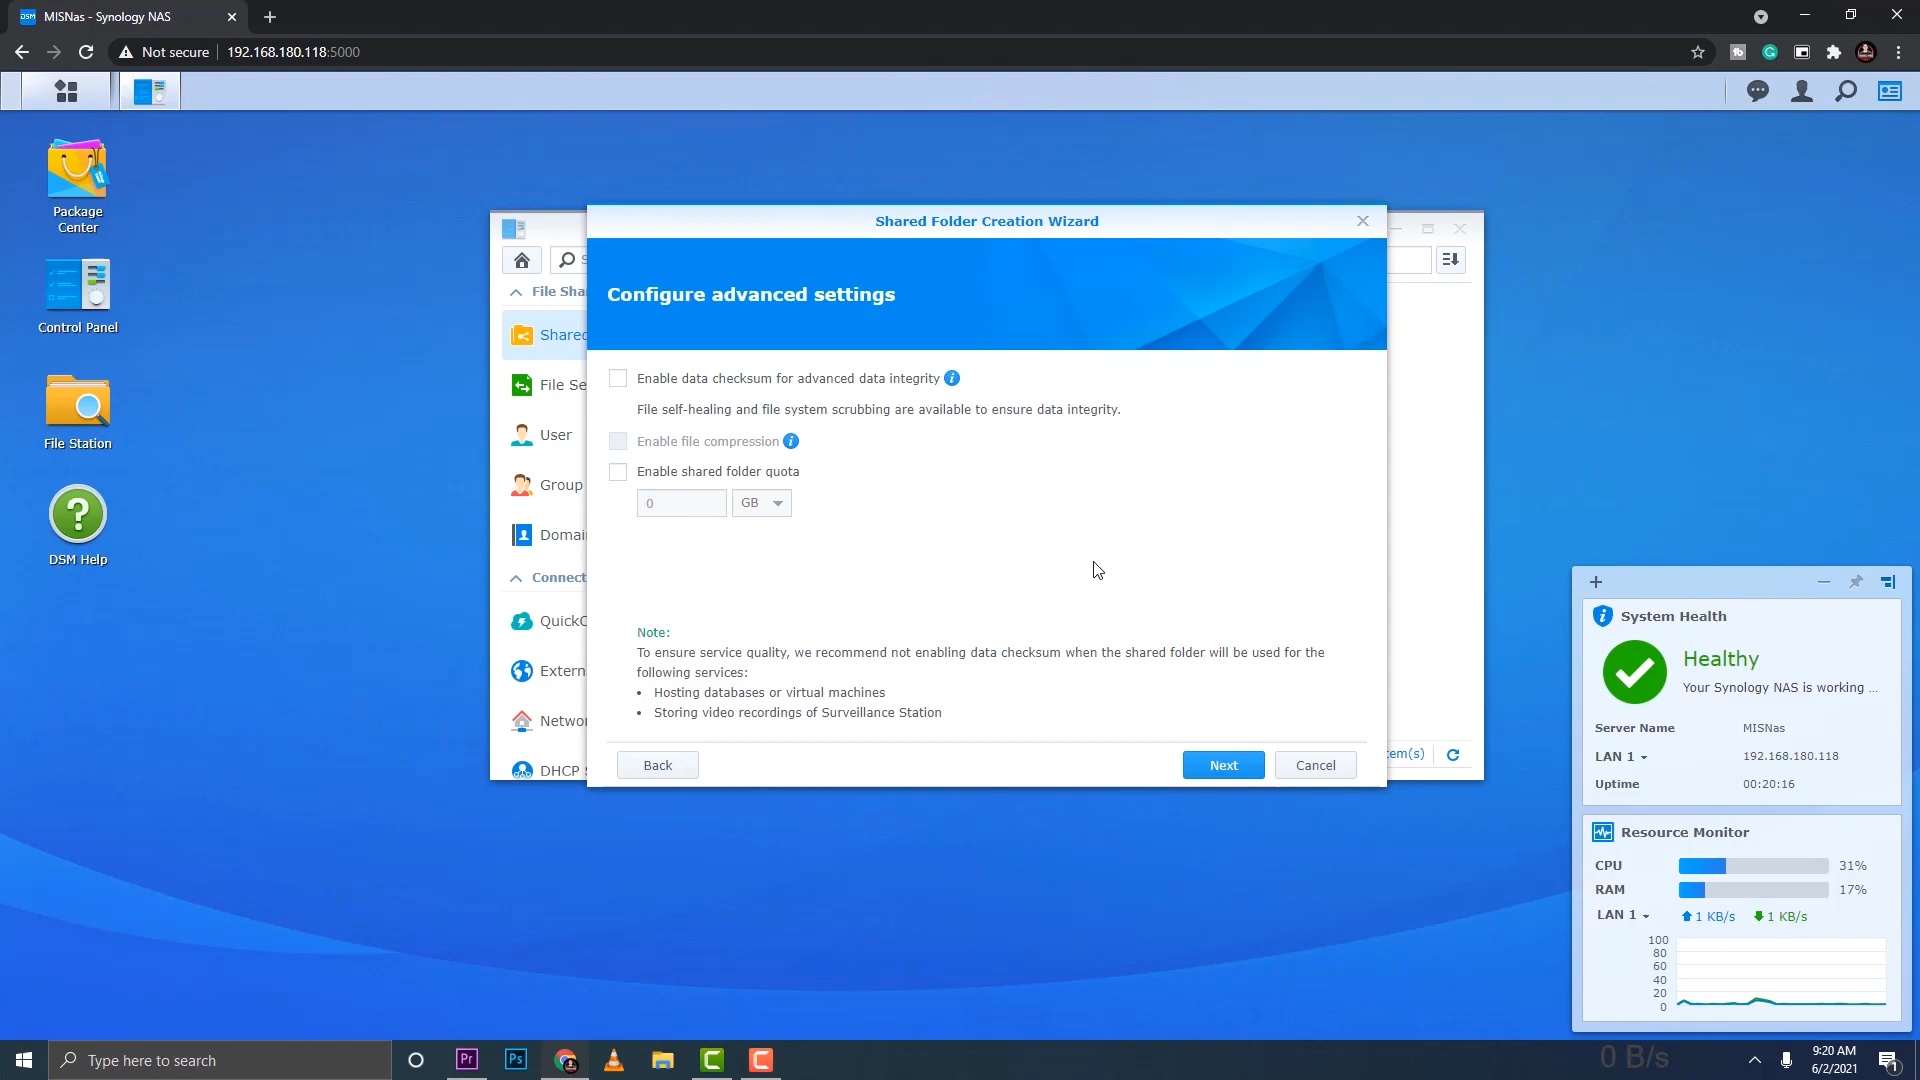 DSM MISNas - Synology NAS
Not secure 192.168.180.118:5000
Package
Center
Control Panel
File Station
DSM Help
File Sha
Shared
File Se
User
Group
Domai
Connect
QuickC
Extern
Networ
DHCP S
tem(s)
Shared Folder Creation Wizard
Configure advanced settings
Enable data checksum for advanced data integrity
File self-healing and file system scrubbing are available to ensure data integrity.
Enable file compression
Enable shared folder quota
0 GB
Note:
To ensure service quality, we recommend not enabling data checksum when the shared folder will be used for the
following services:
• Hosting databases or virtual machines
• Storing video recordings of Surveillance Station
Back Next Cancel
System Health
Healthy
Your Synology NAS is working ...
Server Name MISNas
LAN 1 192.168.180.118
Uptime 00:20:16
Resource Monitor
CPU 31%
RAM 17%
LAN 1 1 KB/s 1 KB/s
100
80
60
40
20
0
Type here to search
Pr Ps
0 B/s
9:20 AM
6/2/2021
1